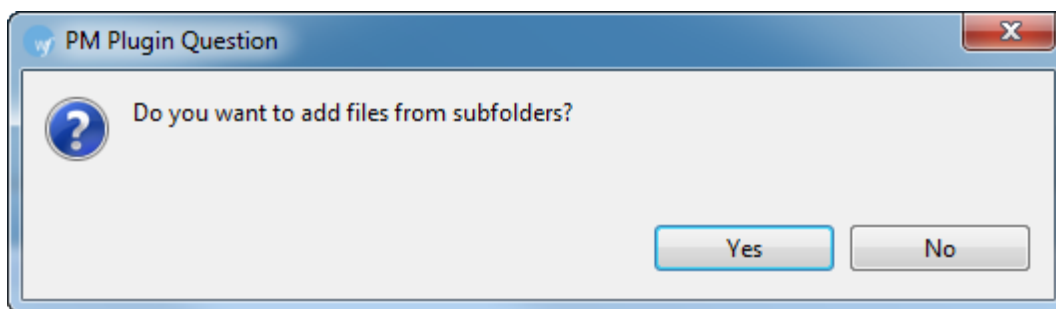 PM Plugin Question
Do you want to add files from subfolders?
Yes
No